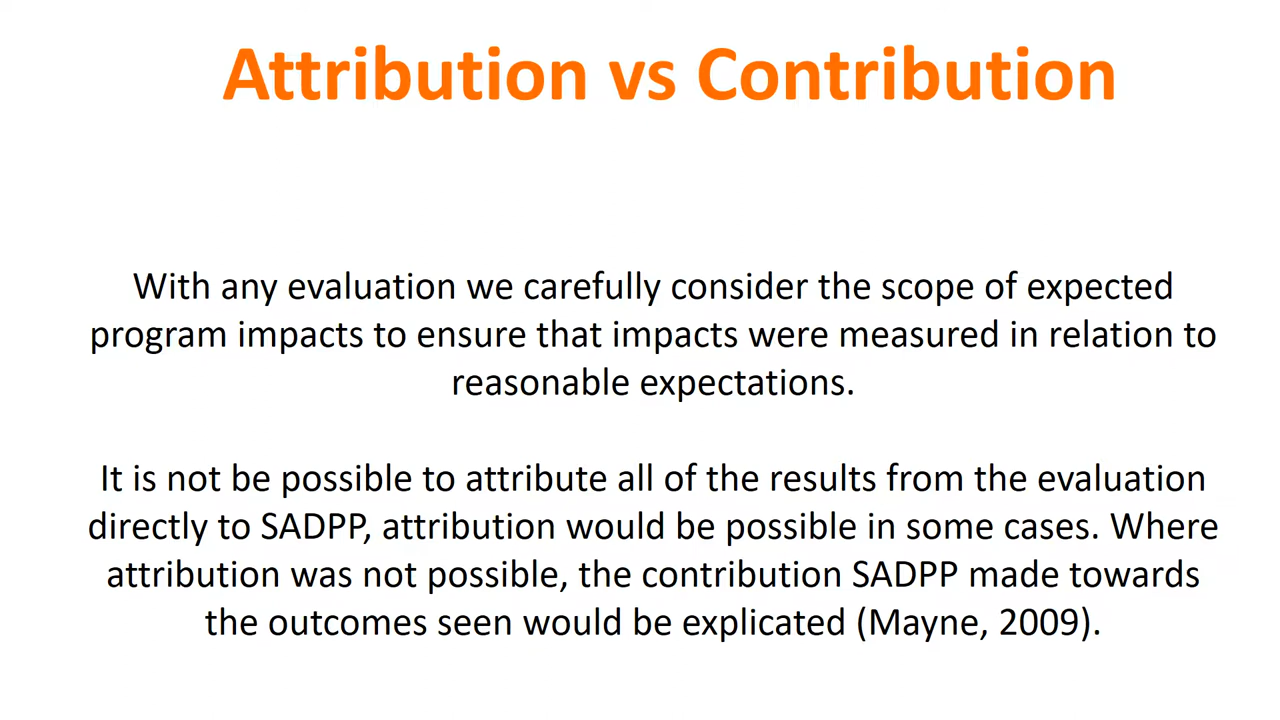 Attribution vs Contribution
With any evaluation we carefully consider the scope of expected
program impacts to ensure that impacts were measured in relation to
reasonable expectations.
It is not be possible to attribute all of the results from the evaluation
directly to SADPP, attribution would be possible in some cases. Where
attribution was not possible, the contribution SADPP made towards
the outcomes seen would be explicated (Mayne, 2009).